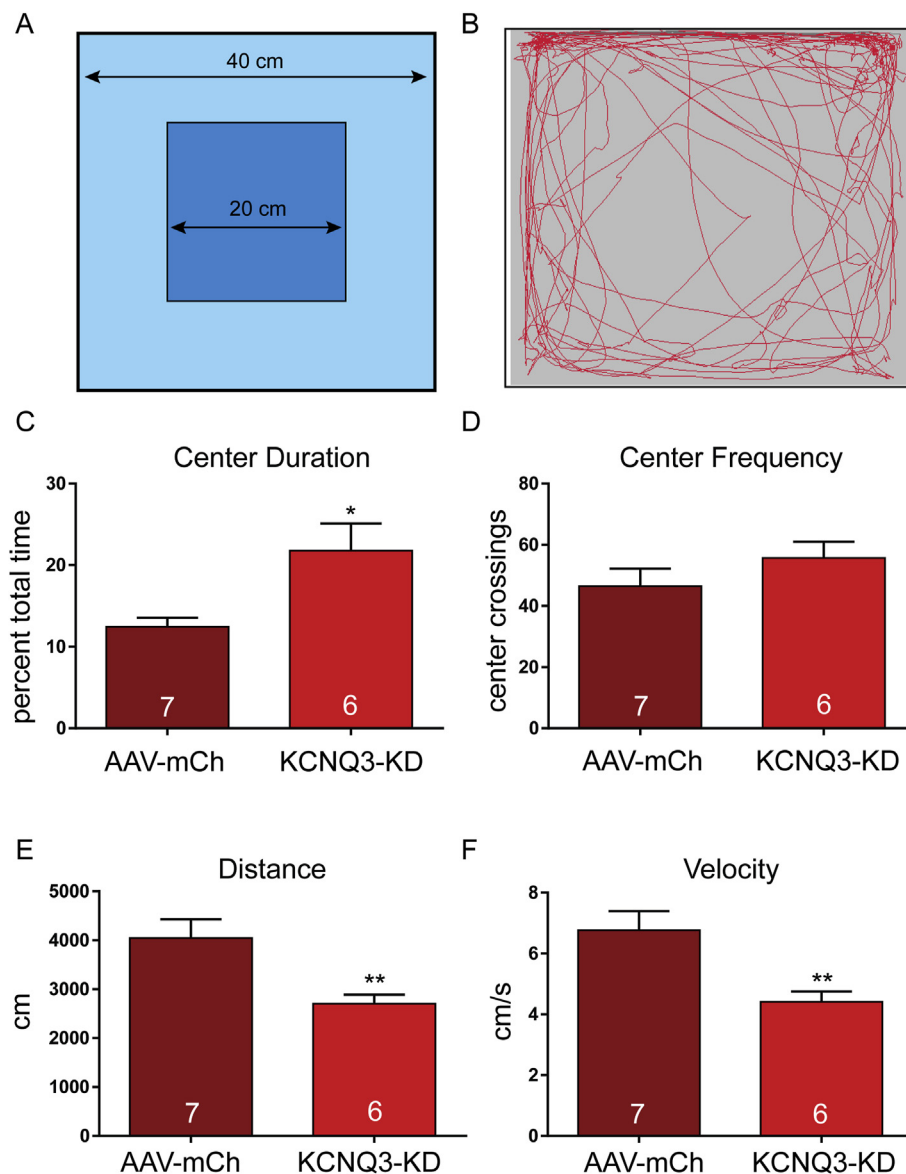 A
40 cm
20 cm
B
C
Center Duration
percent total time
30
20
10
0
*
7
6
AAV-mCh
KCNQ3-KD
D
Center Frequency
center crossings
80
60
40
20
0
7
6
AAV-mCh
KCNQ3-KD
E
Distance
cm
5000
4000
3000
2000
1000
0
**
7
6
AAV-mCh
KCNQ3-KD
F
Velocity
cm/s
8
6
4
2
0
**
7
6
AAV-mCh
KCNQ3-KD